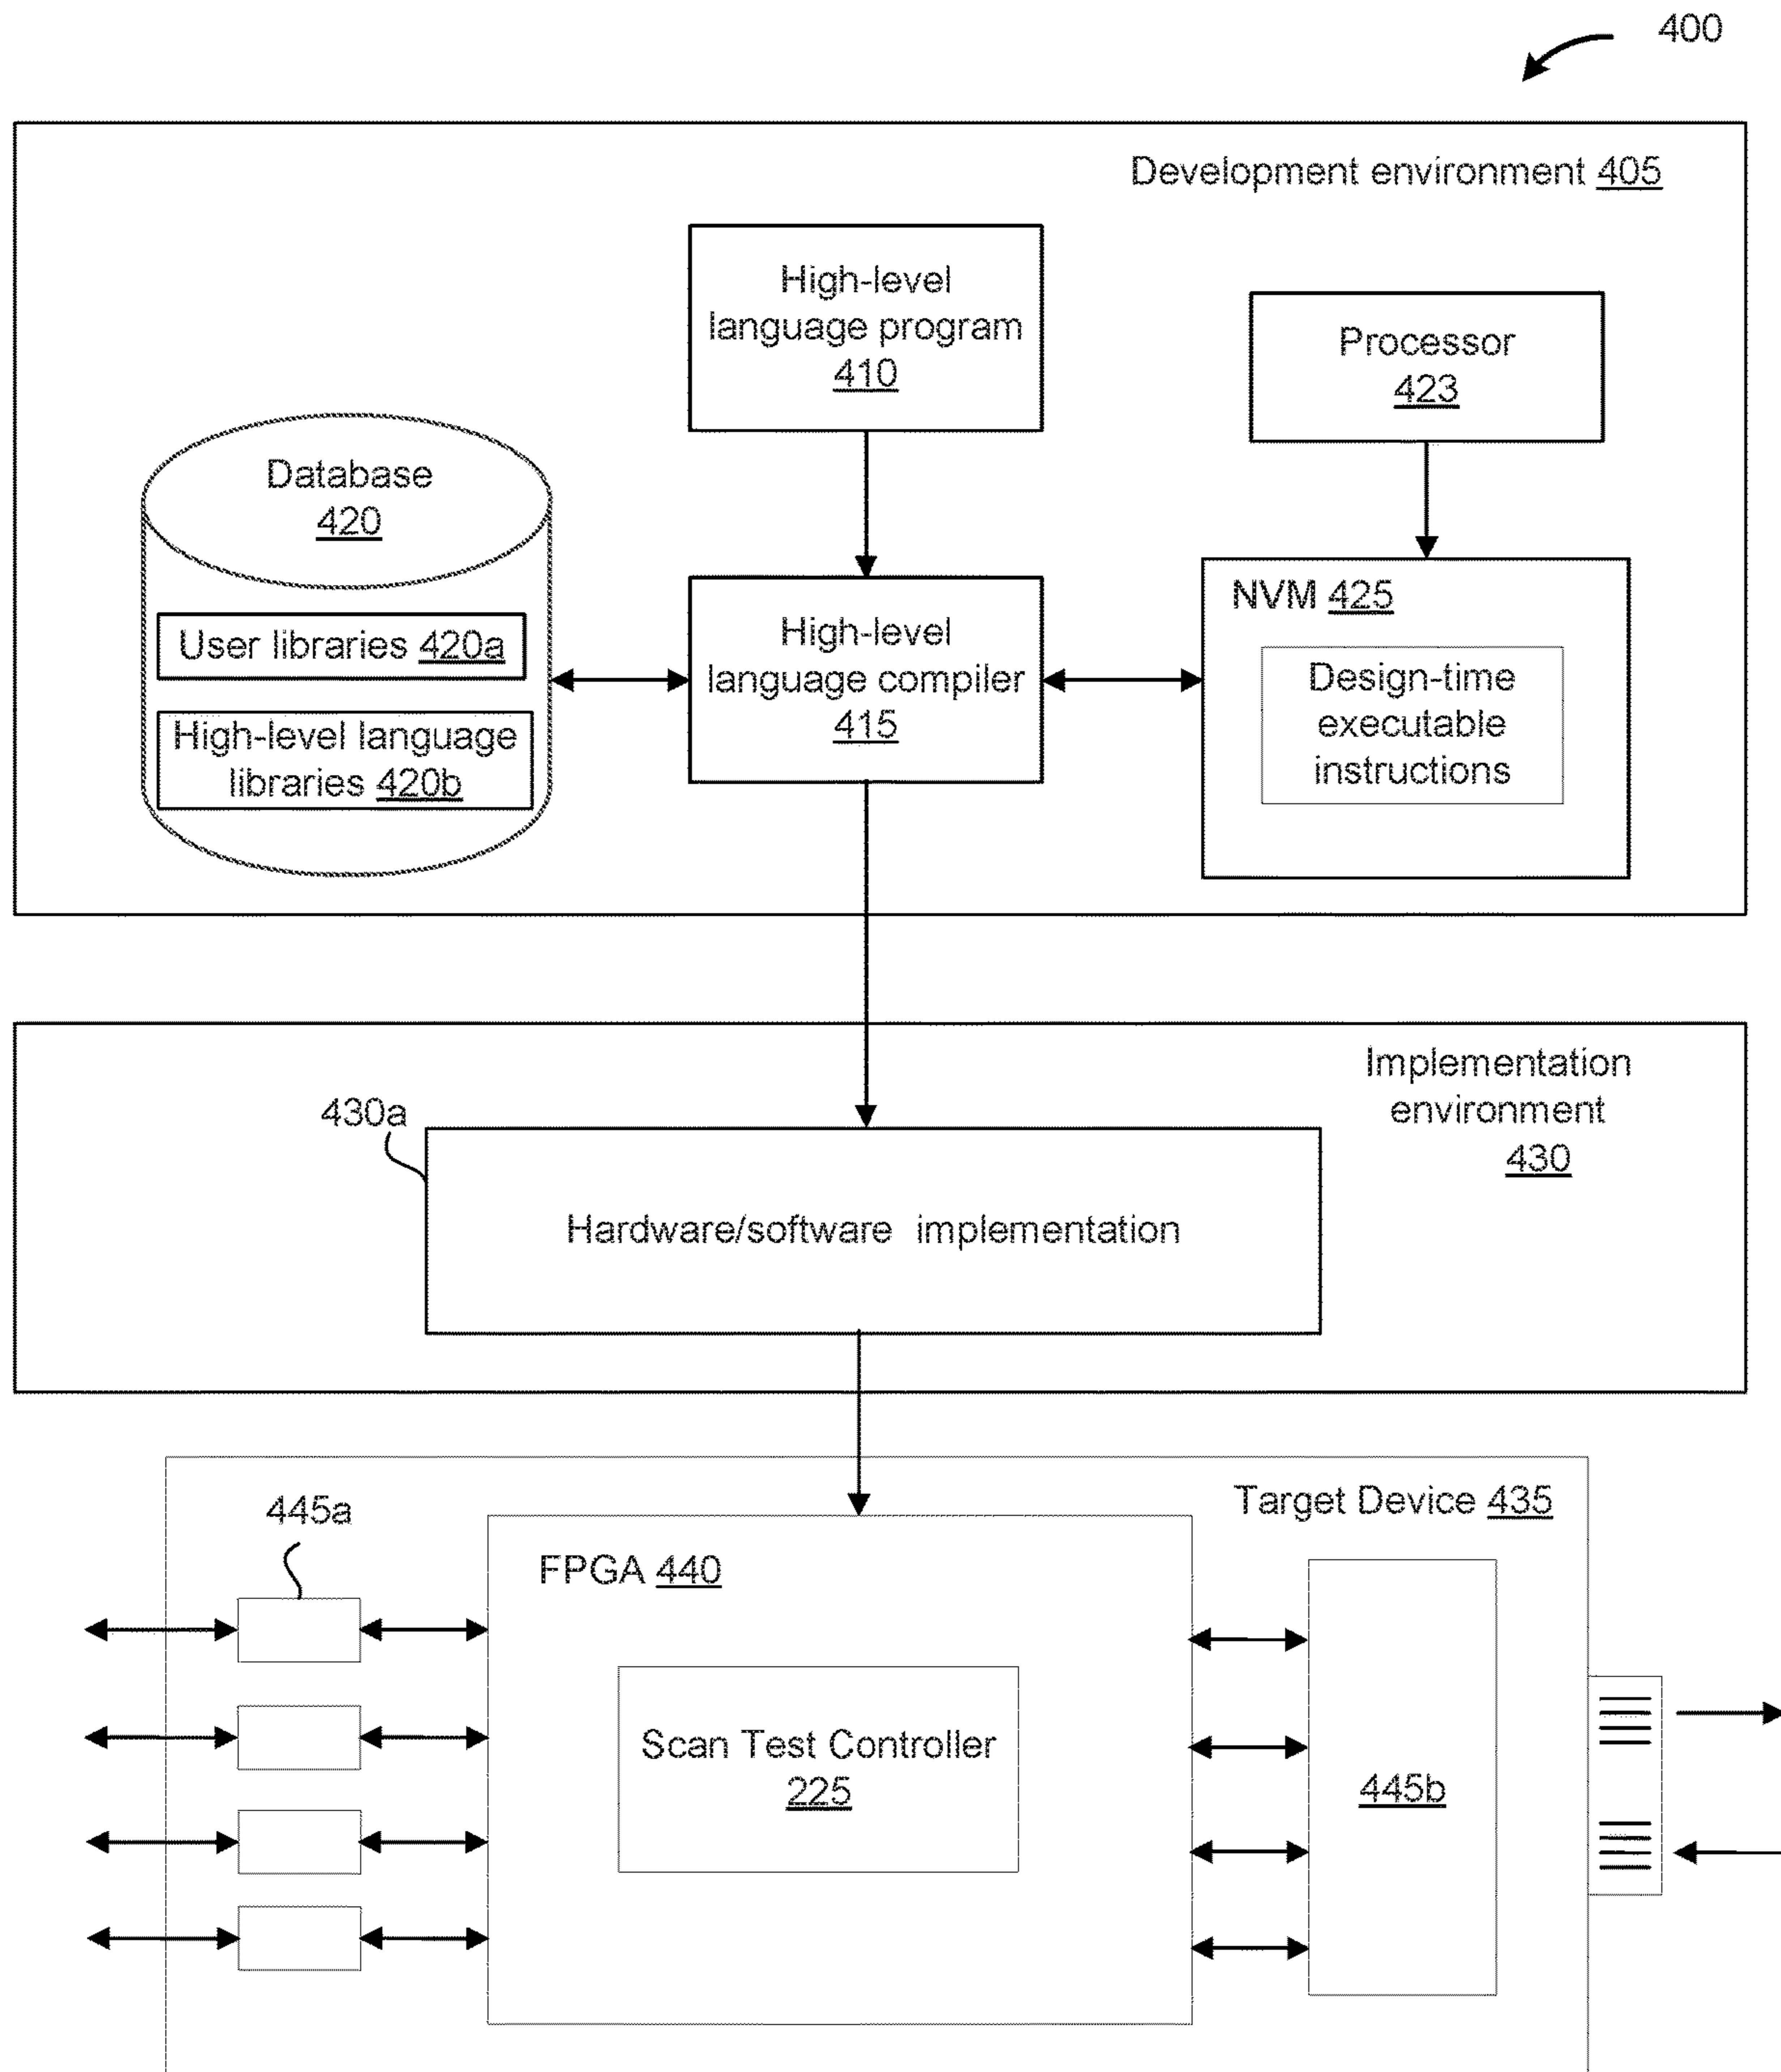 400
Development environment 405
High-level
language program
410
Processor
423
Database
420
User libraries 420a
High-level language
libraries 420b
High-level
language compiler
415
NVM 425
Design-time
executable
instructions
Implementation
environment
430
430a
Hardware/software implementation
Target Device 435
445a
FPGA 440
Scan Test Controller
225
445b